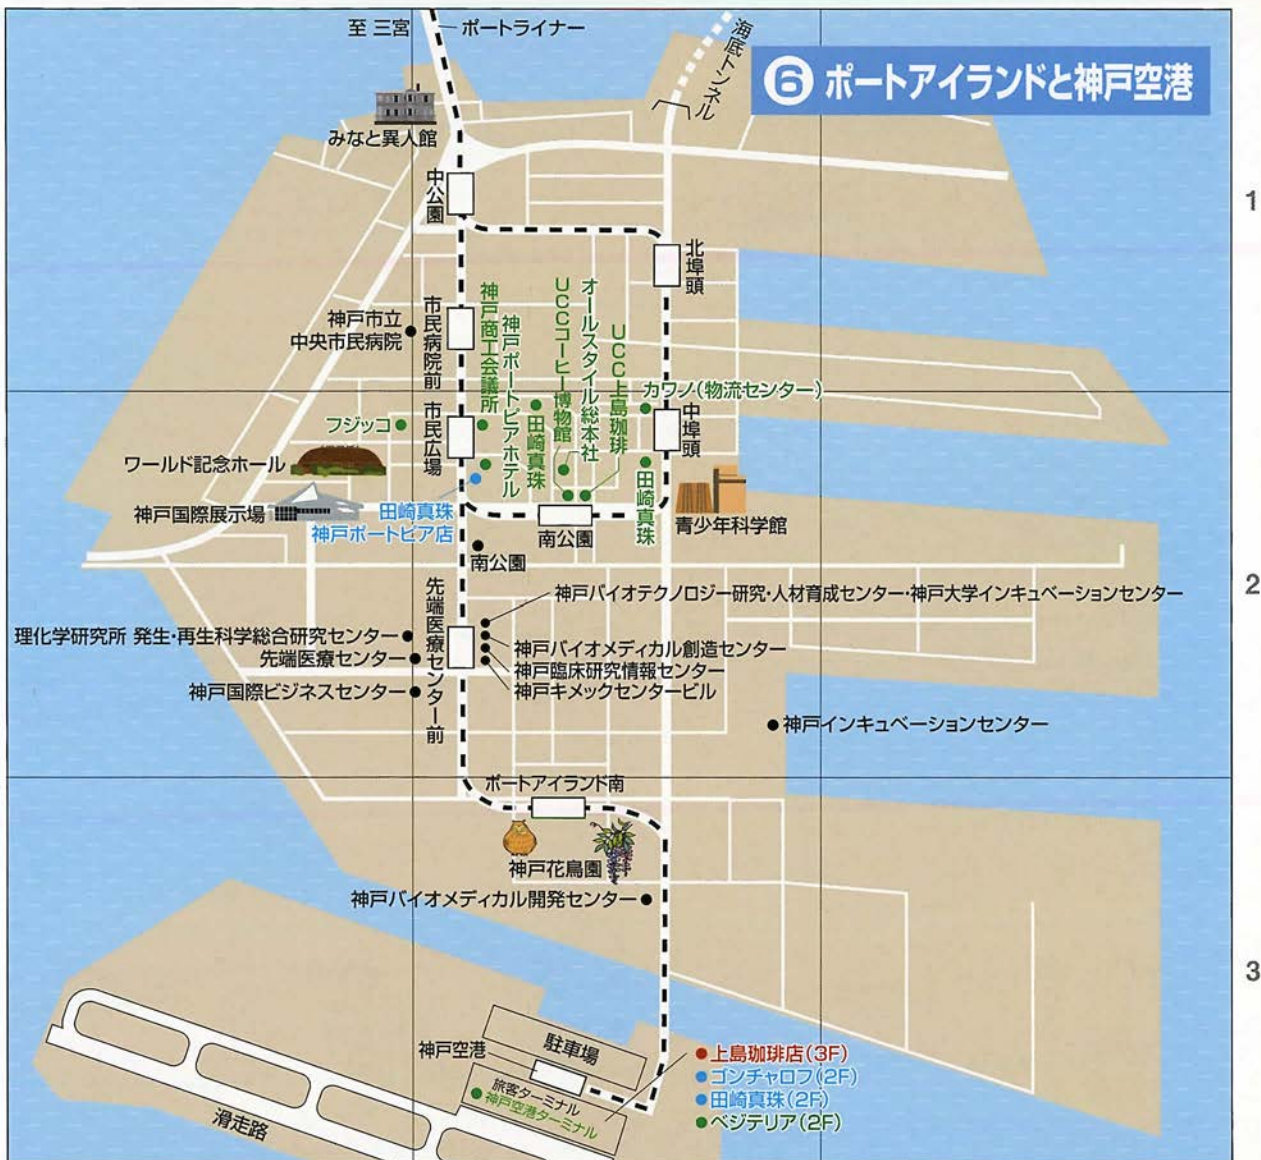 至 三宮
ポートライナー
海底トンネル
⑥ ポートアイランドと神戸空港
みなと異人館
中公園
1
北埠頭
神戸市立
中央市民病院
市民病院前
神戸商工会議所
神戸ポートピアホテル
UCCコーヒー博物館
オールスタイル総本社
UCC上島珈琲
カワノ(物流センター)
フジッコ
市民広場
田崎真珠
中埠頭
ワールド記念ホール
神戸国際展示場
田崎真珠
神戸ポートピア店
南公園
田崎真珠
青少年科学館
南公園
2
先端医療センター前
神戸バイオテクノロジー研究・人材育成センター・神戸大学インキュベーションセンター
理化学研究所 発生・再生科学総合研究センター
神戸バイオメディカル創造センター
先端医療センター
神戸臨床研究情報センター
神戸国際ビジネスセンター
神戸キメックセンタービル
神戸インキュベーションセンター
ポートアイランド南
神戸花鳥園
神戸バイオメディカル開発センター
3
駐車場
神戸空港
旅客ターミナル
神戸空港ターミナル
上島珈琲店(3F)
ゴンチャロフ(2F)
田崎真珠(2F)
ベジテリア(2F)
滑走路